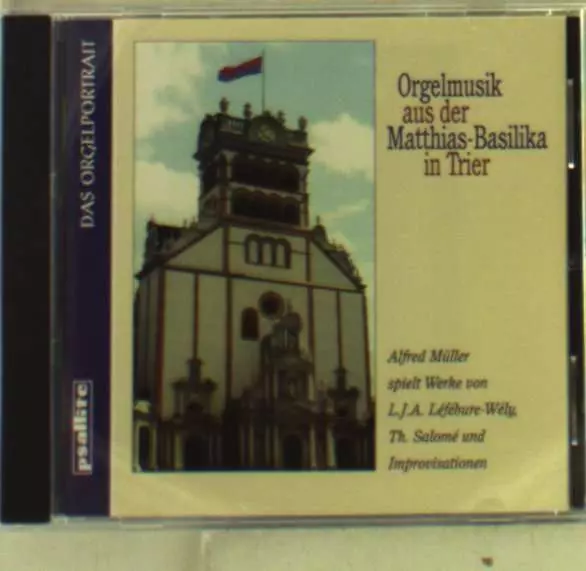 DAS ORGELPORTRAIT
psallite
Orgelmusik
aus der
Matthias-Basilika
in Trier
Alfred Müller
spielt Werke von
L.J.A. Léfébure-Wély,
Th. Salomé und
Improvisationen